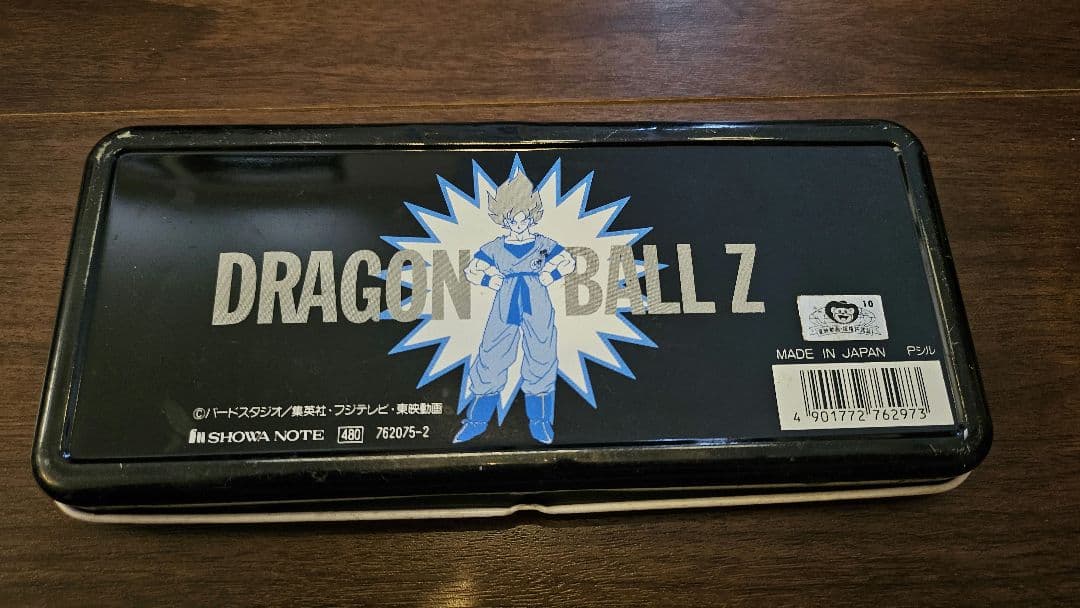 DRAGON BALL Z
10
MADE IN JAPAN Pシル
4 901772 762973
©バードスタジオ/集英社・フジテレビ・東映動画
SHOWA NOTE 480 762075-2